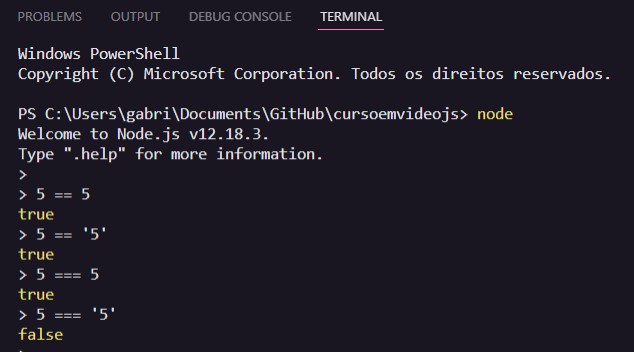 PROBLEMS OUTPUT DEBUG CONSOLE TERMINAL
Windows PowerShell
Copyright (C) Microsoft Corporation. Todos os direitos reservados.
PS C:\Users\gabri\Documents\GitHub\cursoemvideojs> node
Welcome to Node.js v12.18.3.
Type ".help" for more information.
>
> 5 == 5
true
> 5 == '5'
true
> 5 === 5
true
> 5 === '5'
false